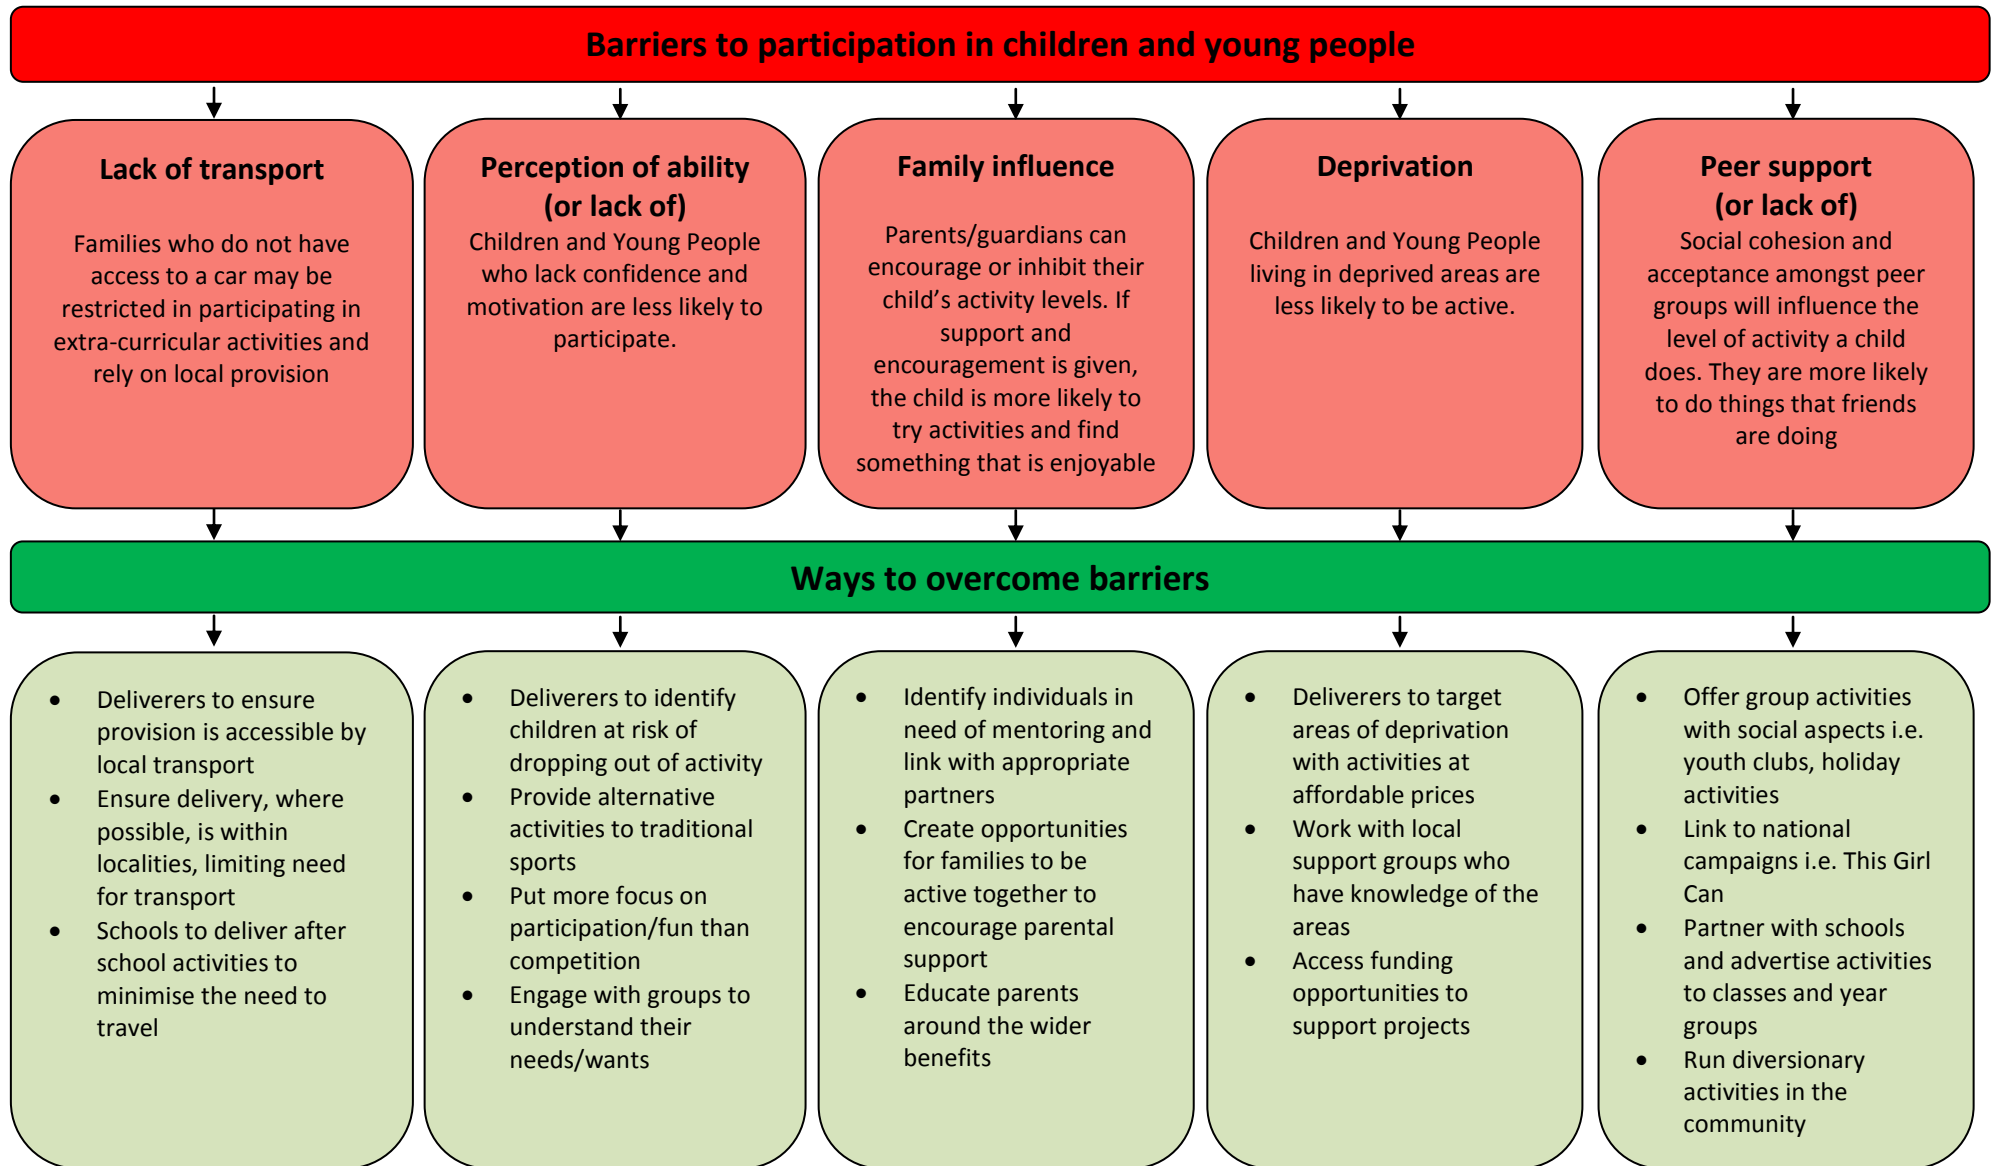 Barriers to participation in children and young people
Lack of transport
Families who do not have
access to a car may be
restricted in participating in
extra-curricular activities and
rely on local provision
Perception of ability
(or lack of)
Children and Young People
who lack confidence and
motivation are less likely to
participate.
Family influence
Parents/guardians can
encourage or inhibit their
child’s activity levels. If
support and
encouragement is given,
the child is more likely to
try activities and find
something that is enjoyable
Deprivation
Children and Young People
living in deprived areas are
less likely to be active.
Peer support
(or lack of)
Social cohesion and
acceptance amongst peer
groups will influence the
level of activity a child
does. They are more likely
to do things that friends
are doing
Ways to overcome barriers
• Deliverers to ensure
provision is accessible by
local transport
• Ensure delivery, where
possible, is within
localities, limiting need
for transport
• Schools to deliver after
school activities to
minimise the need to
travel
• Deliverers to identify
children at risk of
dropping out of activity
• Provide alternative
activities to traditional
sports
• Put more focus on
participation/fun than
competition
• Engage with groups to
understand their
needs/wants
• Identify individuals in
need of mentoring and
link with appropriate
partners
• Create opportunities
for families to be
active together to
encourage parental
support
• Educate parents
around the wider
benefits
• Deliverers to target
areas of deprivation
with activities at
affordable prices
• Work with local
support groups who
have knowledge of the
areas
• Access funding
opportunities to
support projects
• Offer group activities
with social aspects i.e.
youth clubs, holiday
activities
• Link to national
campaigns i.e. This Girl
Can
• Partner with schools
and advertise activities
to classes and year
groups
• Run diversionary
activities in the
community